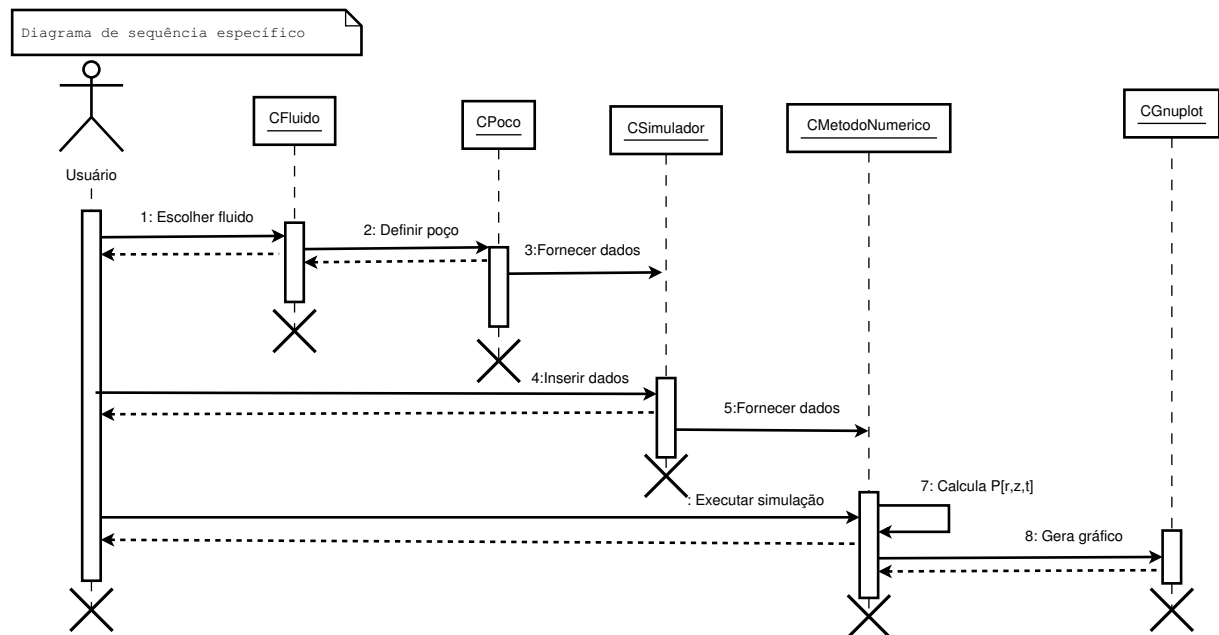 Diagrama de sequência específico
Usuário
CFluido
CPoco
CSimulador
CMetodoNumerico
CGnuplot
1: Escolher fluido
2: Definir poço
3:Fornecer dados
4:Inserir dados
5:Fornecer dados
: Executar simulação
7: Calcula P[r,z,t]
8: Gera gráfico